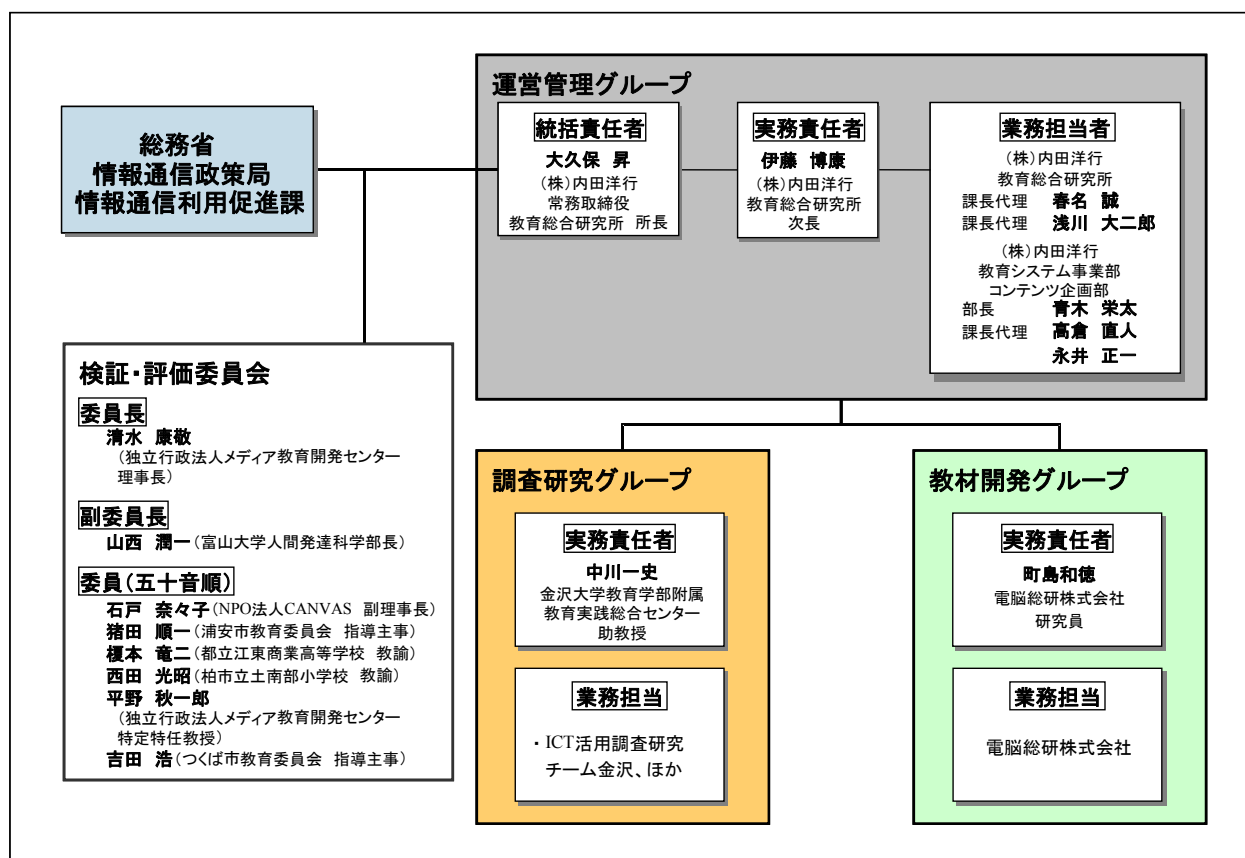 総務省
情報通信政策局
情報通信利用促進課
運営管理グループ
統括責任者
大久保 昇
(株)内田洋行
常務取締役
教育総合研究所 所長
実務責任者
伊藤 博康
(株)内田洋行
教育総合研究所
次長
業務担当者
(株)内田洋行
教育総合研究所
課長代理 春名 誠
課長代理 浅川 大二郎
(株)内田洋行
教育システム事業部
コンテンツ企画部
部長 青木 栄太
課長代理 高倉 直人
永井 正一
検証・評価委員会
委員長
清水 康敬
(独立行政法人メディア教育開発センター
理事長)
副委員長
山西 潤一(富山大学人間発達科学部長)
委員(五十音順)
石戸 奈々子(NPO法人CANVAS 副理事長)
猪田 順一(浦安市教育委員会 指導主事)
榎本 竜二(都立江東商業高等学校 教諭)
西田 光昭(柏市立土南部小学校 教諭)
平野 秋一郎
(独立行政法人メディア教育開発センター
特定特任教授)
吉田 浩(つくば市教育委員会 指導主事)
調査研究グループ
実務責任者
中川一史
金沢大学教育学部附属
教育実践総合センター
助教授
業務担当
・ICT活用調査研究
チーム金沢、ほか
教材開発グループ
実務責任者
町島和徳
電脳総研株式会社
研究員
業務担当
電脳総研株式会社